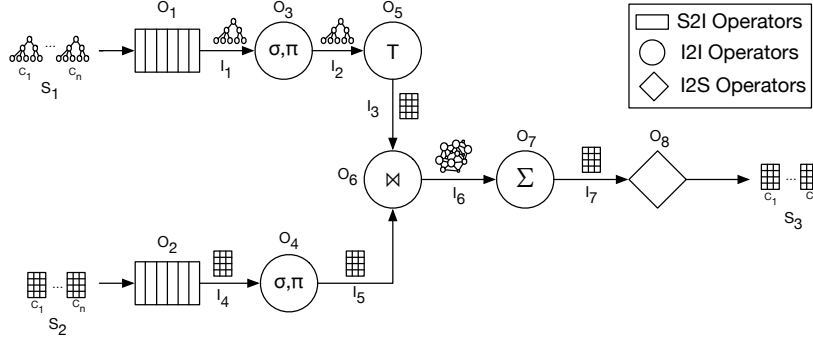 O1
O3
O5
S2I Operators
I2I Operators
I2S Operators
...
C1
Cn
S1
I1
σ,π
I2
T
I3
O6
⋈
I6
O7
Σ
I7
O8
...
C1
C
S3
O2
O4
...
C1
Cn
S2
I4
σ,π
I5